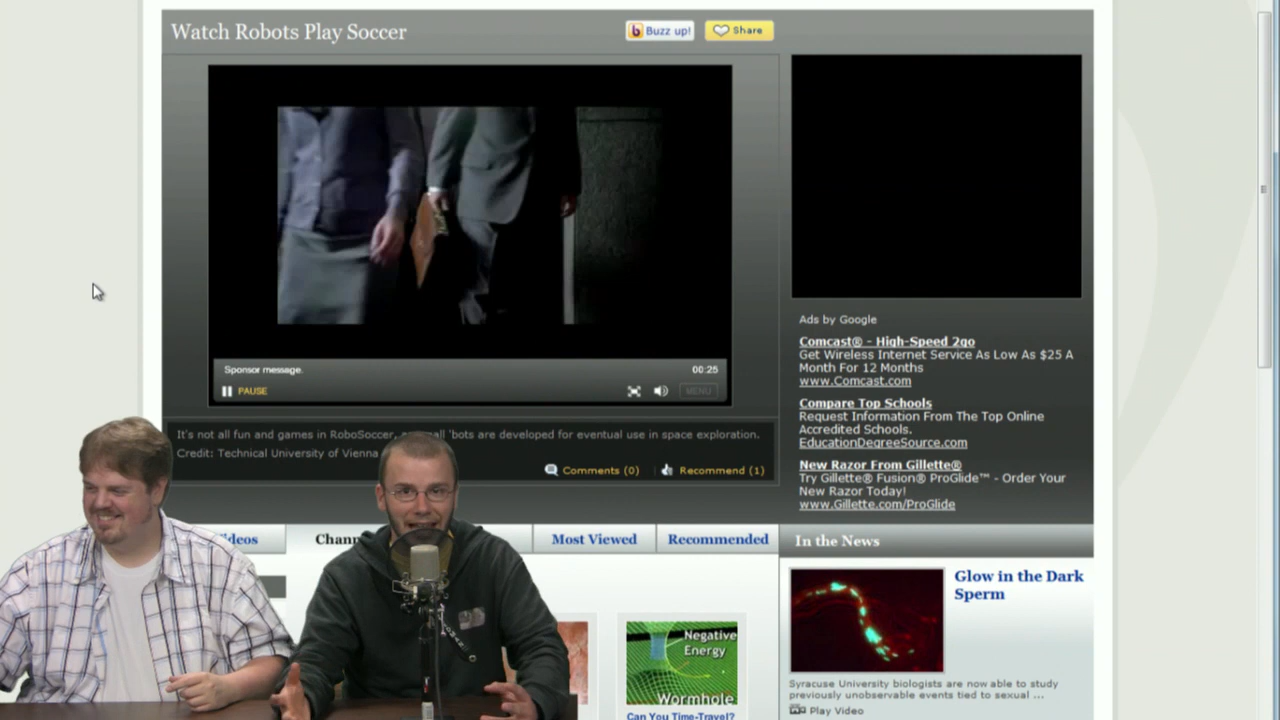 Watch Robots Play Soccer
Buzz up!
Share
Sponsor message.
00:25
PAUSE
MENU
It's not all fun and games in RoboSoccer, 'bots are developed for eventual use in space exploration.
Credit: Technical University of Vienna
Comments (0)
Recommend (1)
Ads by Google
Comcast® - High-Speed 2go
Get Wireless Internet Service As Low As $25 A
Month For 12 Months
www.Comcast.com
Compare Top Schools
Request Information From The Top Online
Accredited Schools.
EducationDegreeSource.com
New Razor From Gillette®
Try Gillette® Fusion® ProGlide™ - Order Your
New Razor Today!
www.Gillette.com/ProGlide
Most Viewed
Recommended
In the News
Glow in the Dark
Sperm
Syracuse University biologists are now able to study
previously unobservable events tied to sexual ...
Play Video
Negative
Energy
Wormhole
Can You Time-Travel?